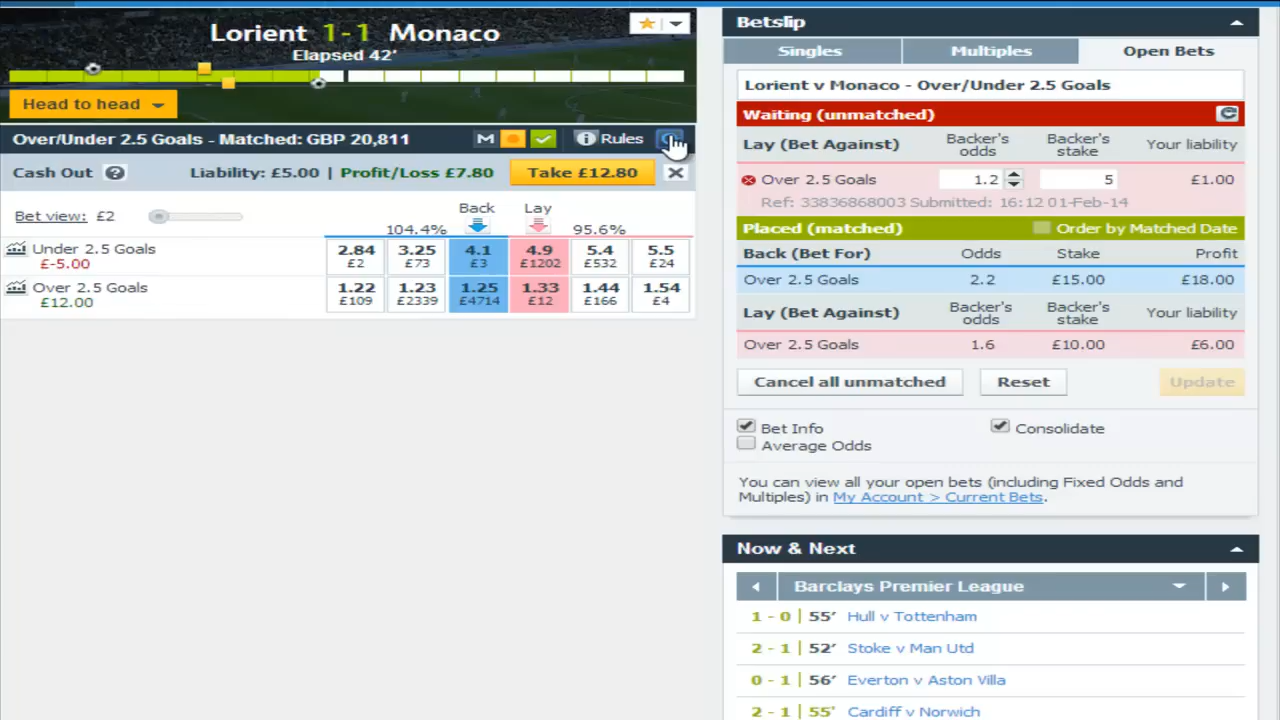 Lorient 1-1 Monaco
Elapsed 42'
Head to head
Over/Under 2.5 Goals - Matched: GBP 20,811
M
Rules
Cash Out ?
Liability: £5.00 | Profit/Loss £7.80
Take £12.80
Bet view: £2
Back Lay
104.4% 95.6%
Under 2.5 Goals
£-5.00
2.84 3.25 4.1 4.9 5.4 5.5
£2 £73 £3 £1202 £532 £24
Over 2.5 Goals
£12.00
1.22 1.23 1.25 1.33 1.44 1.54
£109 £2339 £4714 £12 £166 £4
Betslip
Singles Multiples Open Bets
Lorient v Monaco - Over/Under 2.5 Goals
Waiting (unmatched)
Lay (Bet Against) Backer's odds Backer's stake Your liability
Over 2.5 Goals 1.2 5 £1.00
Ref: 33836868003 Submitted: 16:12 01-Feb-14
Placed (matched) Order by Matched Date
Back (Bet For) Odds Stake Profit
Over 2.5 Goals 2.2 £15.00 £18.00
Lay (Bet Against) Backer's odds Backer's stake Your liability
Over 2.5 Goals 1.6 £10.00 £6.00
Cancel all unmatched Reset Update
Bet Info Consolidate
Average Odds
You can view all your open bets (including Fixed Odds and
Multiples) in My Account > Current Bets.
Now & Next
Barclays Premier League
1 - 0 | 55' Hull v Tottenham
2 - 1 | 52' Stoke v Man Utd
0 - 1 | 56' Everton v Aston Villa
2 - 1 | 55' Cardiff v Norwich